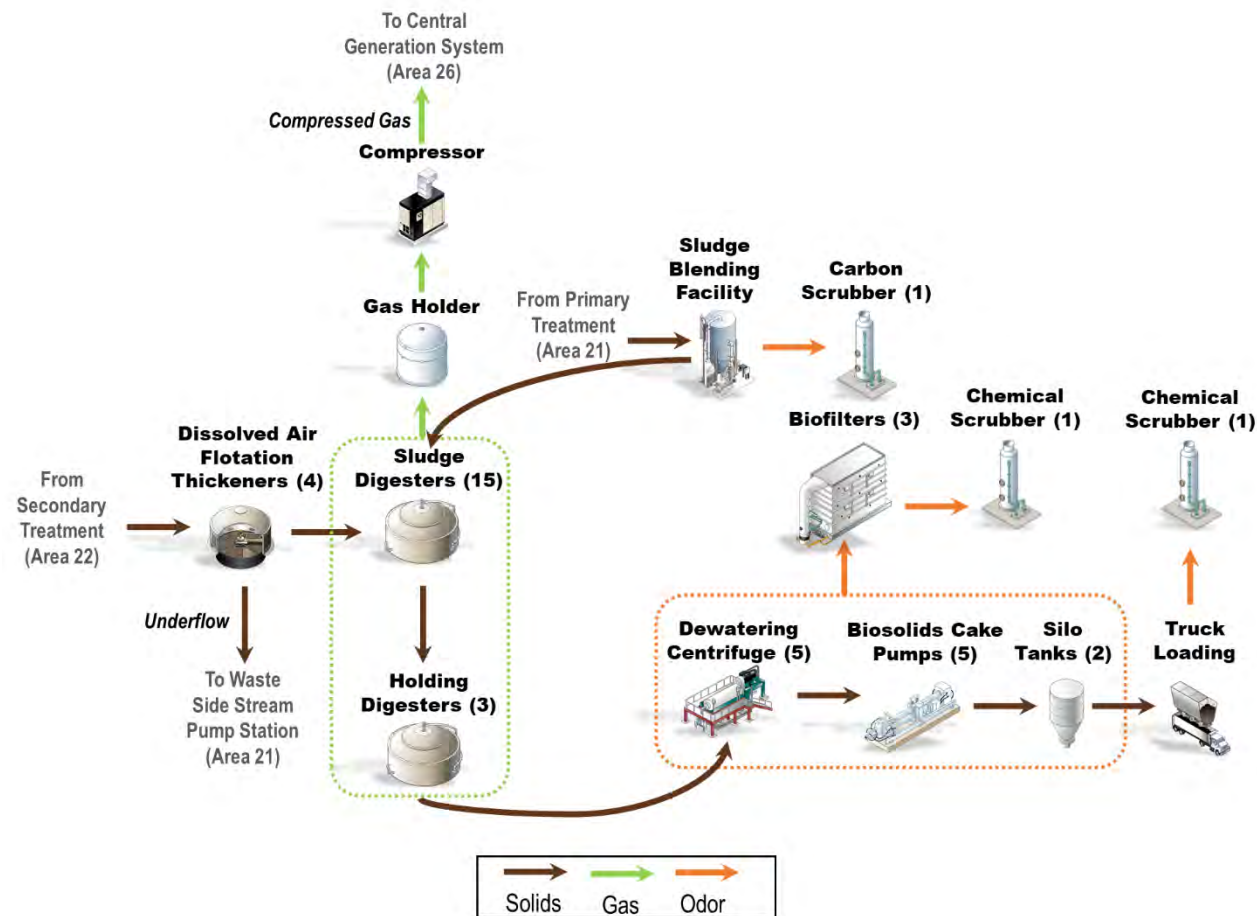 To Central
Generation System
(Area 26)
Compressed Gas
Compressor
Gas Holder
From Primary
Treatment
(Area 21)
Sludge
Blending
Facility
Carbon
Scrubber (1)
Biofilters (3)
Chemical
Scrubber (1)
Chemical
Scrubber (1)
From
Secondary
Treatment
(Area 22)
Dissolved Air
Flotation
Thickeners (4)
Sludge
Digesters (15)
Underflow
To Waste
Side Stream
Pump Station
(Area 21)
Holding
Digesters (3)
Dewatering
Centrifuge (5)
Biosolids Cake
Pumps (5)
Silo
Tanks (2)
Truck
Loading
Solids
Gas
Odor